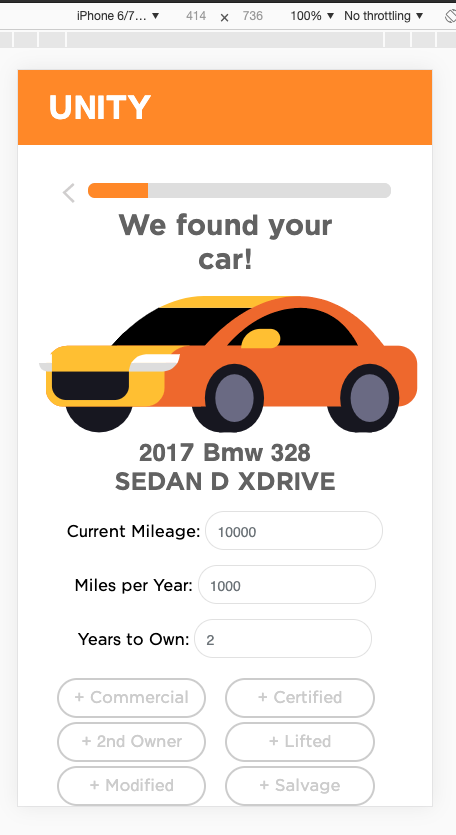 iPhone 6/7... ▼ 414 x 736 100% ▼ No throttling ▼
UNITY
We found your
car!
2017 Bmw 328
SEDAN D XDRIVE
Current Mileage: 10000
Miles per Year: 1000
Years to Own: 2
+ Commercial + Certified
+ 2nd Owner + Lifted
+ Modified + Salvage